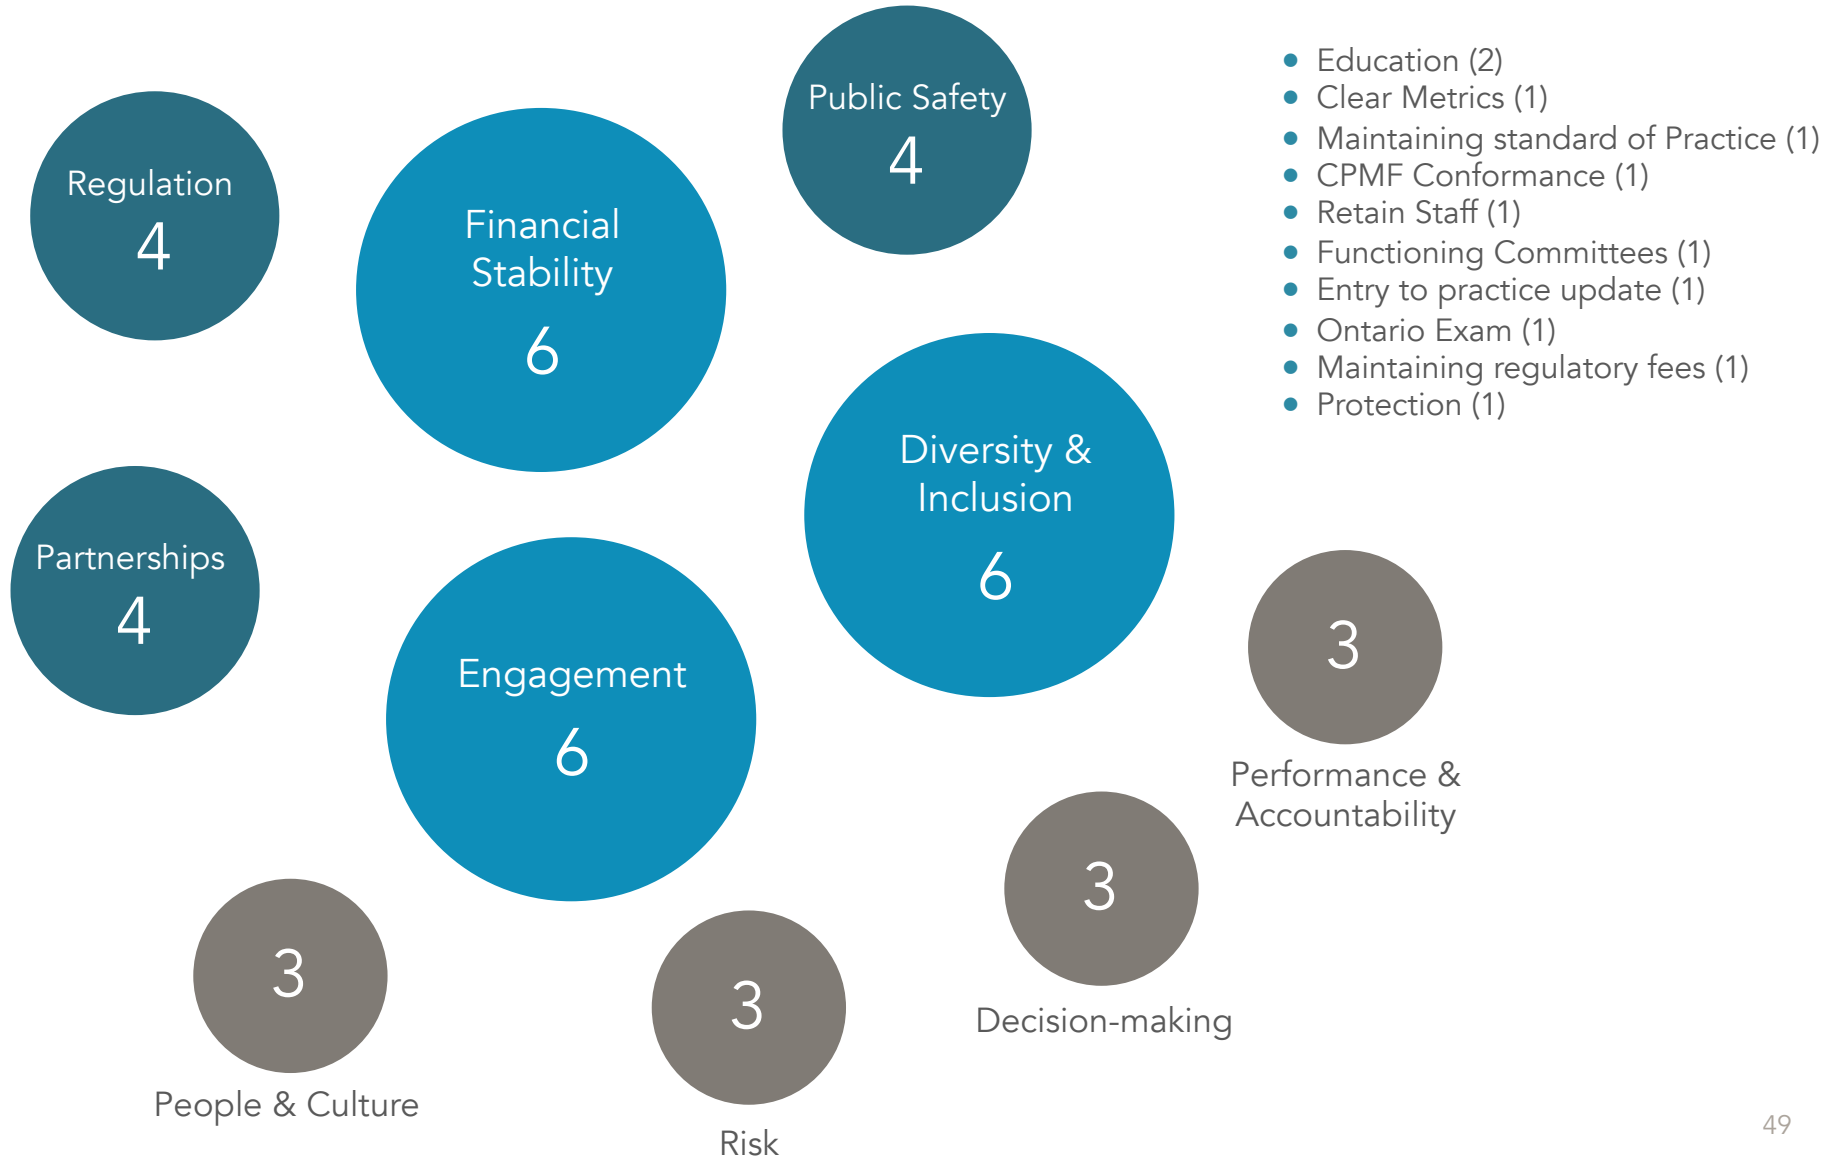 Public Safety
4
Regulation
4
Financial
Stability
6
Diversity &
Inclusion
6
Partnerships
4
Engagement
6
3
Performance &
Accountability
3
Decision-making
3
People & Culture
3
Risk
• Education (2)
• Clear Metrics (1)
• Maintaining standard of Practice (1)
• CPMF Conformance (1)
• Retain Staff (1)
• Functioning Committees (1)
• Entry to practice update (1)
• Ontario Exam (1)
• Maintaining regulatory fees (1)
• Protection (1)
49